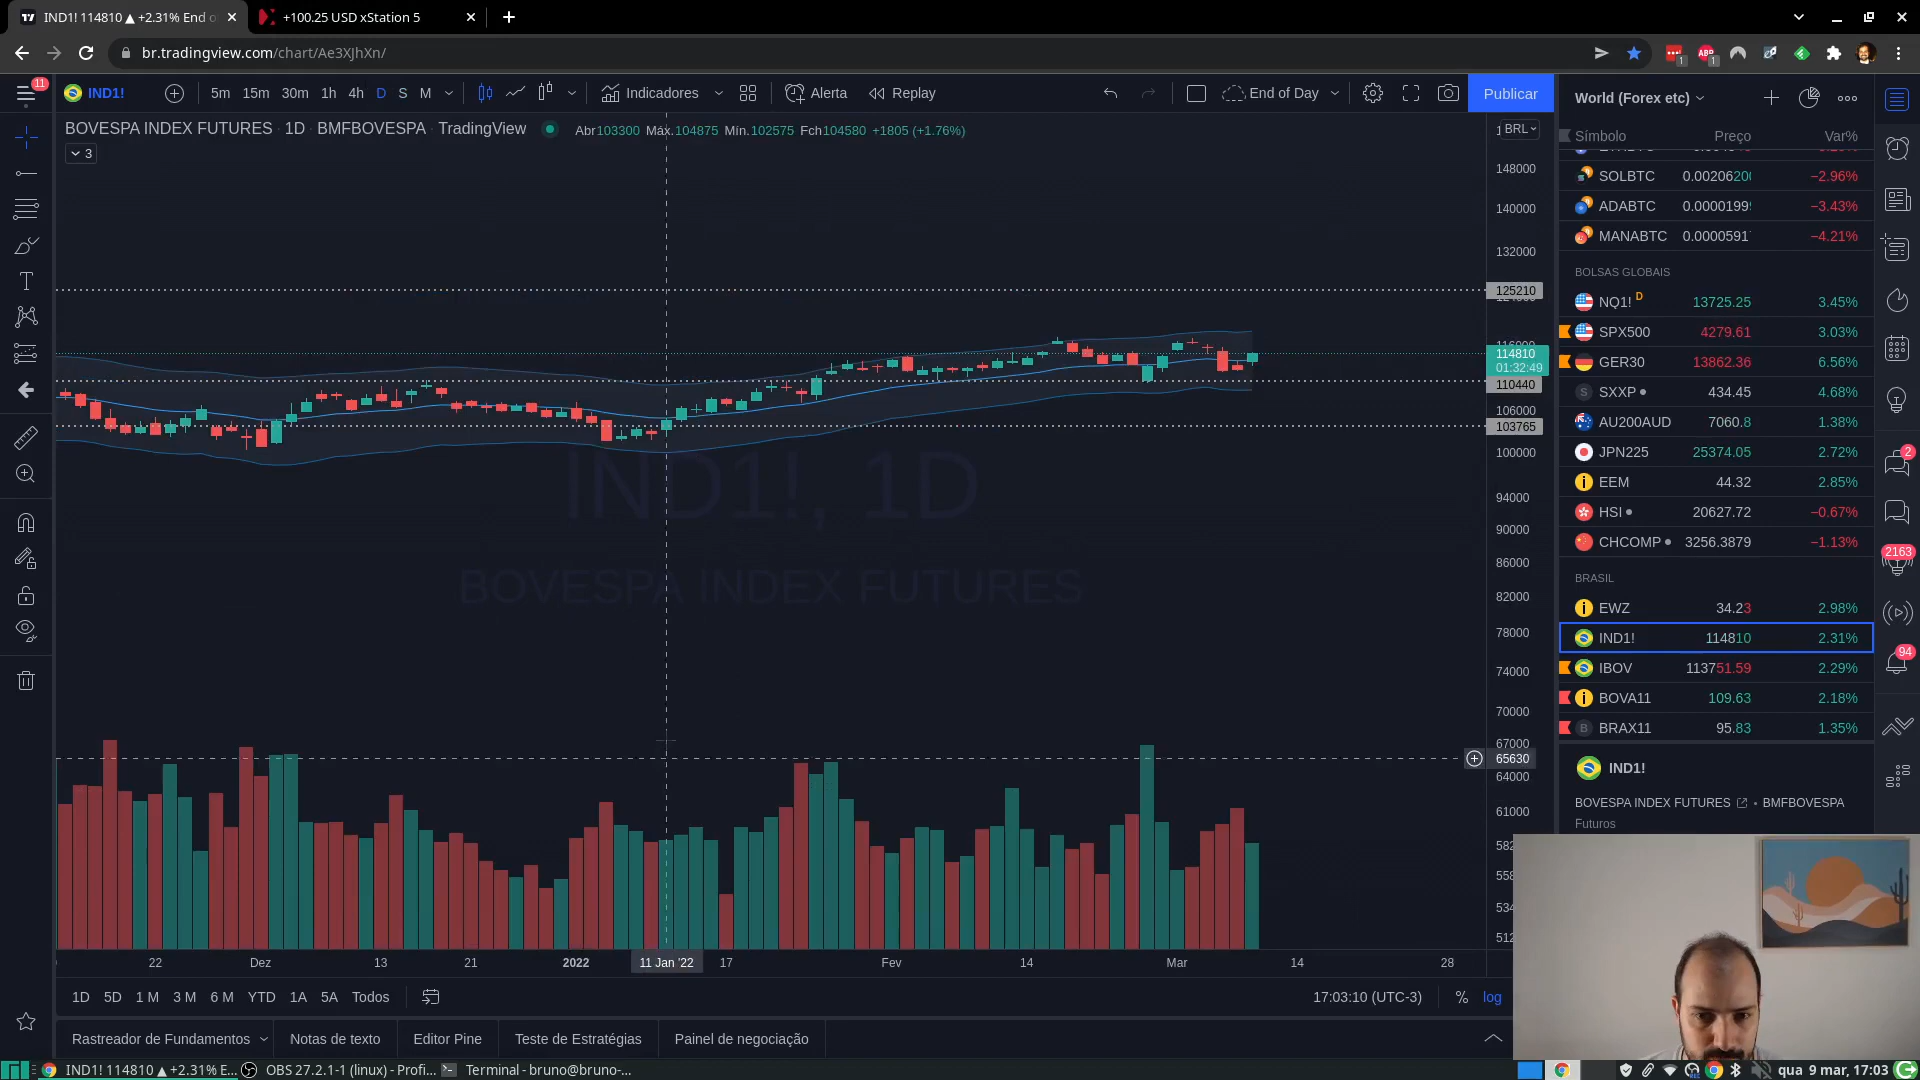 IND1! 114810 ▲ +2.31% End o
+100.25 USD xStation 5
br.tradingview.com/chart/Ae3XJhXn/
11
IND1!
5m 15m 30m 1h 4h D S M
Indicadores
Alerta
Replay
End of Day
Publicar
World (Forex etc)
BOVESPA INDEX FUTURES · 1D · BMFBOVESPA · TradingView
Abr103300 Máx.104875 Mín.102575 Fch104580 +1805 (+1.76%)
BRL
3
Símbolo Preço Var%
SOLBTC 0.00206200 −2.96%
ADABTC 0.0000199 −3.43%
MANABTC 0.0000591 −4.21%
BOLSAS GLOBAIS
NQ1! D 13725.25 3.45%
SPX500 4279.61 3.03%
GER30 13862.36 6.56%
SXXP 434.45 4.68%
AU200AUD 7060.8 1.38%
JPN225 25374.05 2.72%
EEM 44.32 2.85%
HSI 20627.72 −0.67%
CHCOMP 3256.3879 −1.13%
BRASIL
EWZ 34.23 2.98%
IND1! 114810 2.31%
IBOV 113751.59 2.29%
BOVA11 109.63 2.18%
BRAX11 95.83 1.35%
IND1!
BOVESPA INDEX FUTURES • BMFBOVESPA
Futuros
148000
140000
132000
125210
116000
114810
01:32:49
110440
106000
103765
100000
94000
90000
86000
82000
78000
74000
70000
67000
65630
64000
61000
582
558
534
512
IND1!, 1D
BOVESPA INDEX FUTURES
2
2163
94
22 Dez 13 21 2022 11 Jan '22 17 Fev 14 Mar 14 28
1D 5D 1 M 3 M 6 M YTD 1A 5A Todos
17:03:10 (UTC-3) % log
Rastreador de Fundamentos Notas de texto Editor Pine Teste de Estratégias Painel de negociação
IND1! 114810 ▲ +2.31% E...
OBS 27.2.1-1 (linux) - Profi...
Terminal - bruno@bruno-...
qua 9 mar, 17:03